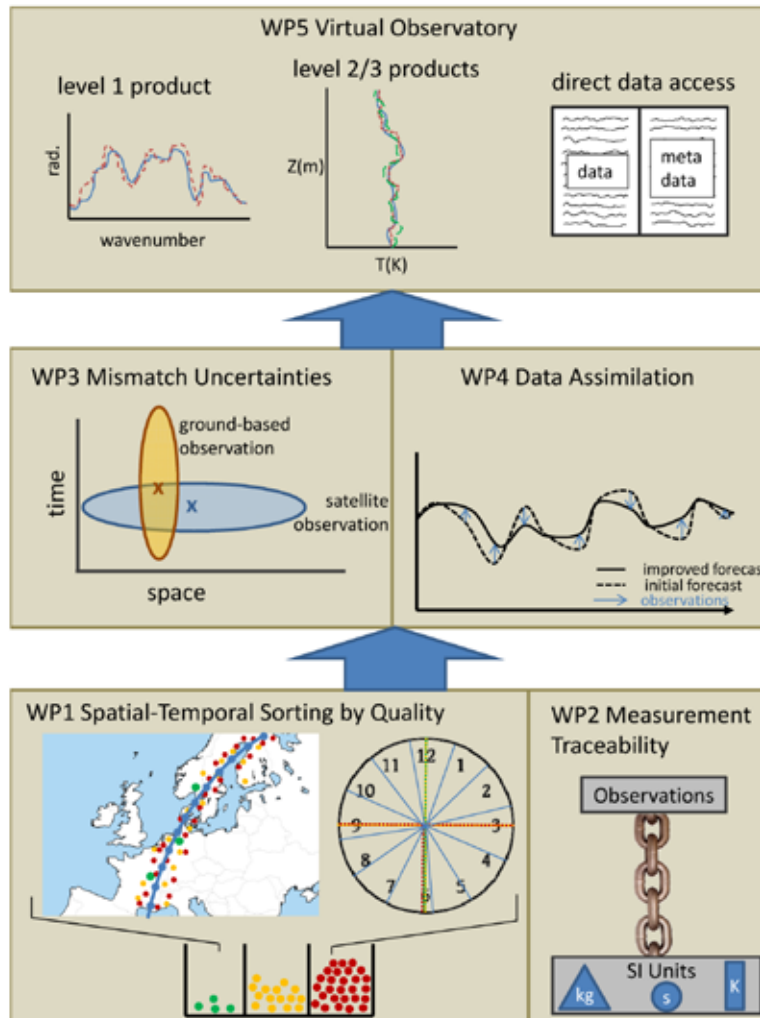 WP5 Virtual Observatory
level 1 product
rad.
wavenumber
level 2/3 products
Z(m)
T(K)
direct data access
data
meta
data
WP3 Mismatch Uncertainties
ground-based
observation
time
satellite
observation
space
WP4 Data Assimilation
improved forecast
initial forecast
observations
WP1 Spatial-Temporal Sorting by Quality
12
1
2
3
4
5
6
7
8
9
10
11
WP2 Measurement
Traceability
Observations
SI Units
kg
s
K